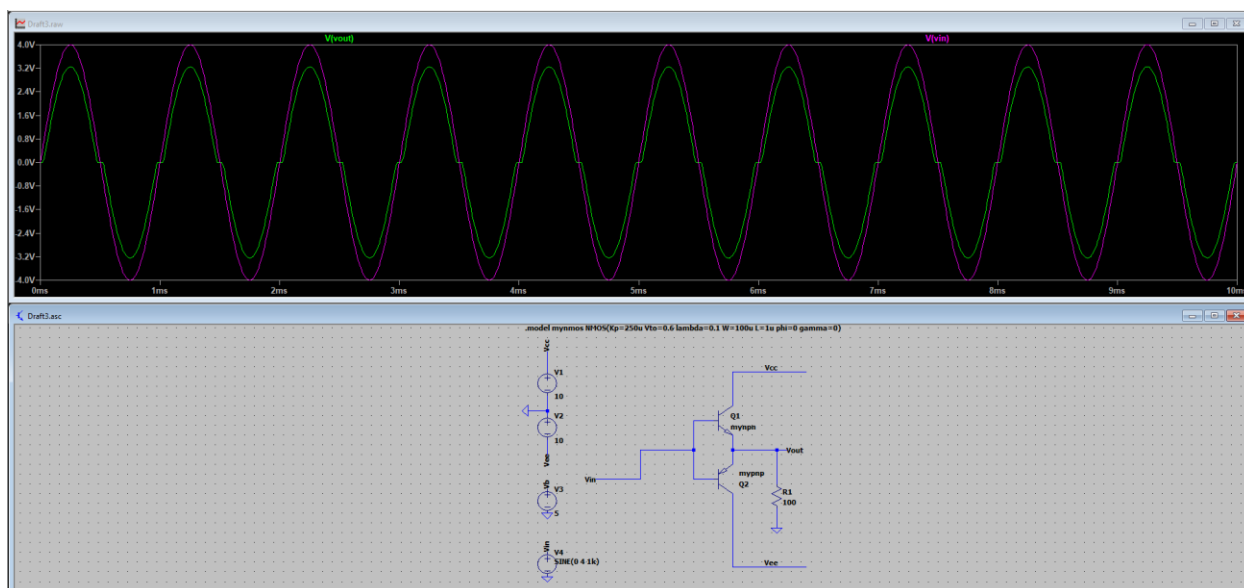 Draft3.raw
V(vout) V(vin)
4.0V
3.2V
2.4V
1.6V
0.8V
0.0V
-0.8V
-1.6V
-2.4V
-3.2V
-4.0V
0ms 1ms 2ms 3ms 4ms 5ms 6ms 7ms 8ms 9ms 10ms
Draft3.asc
.model mynmos NMOS(Kp=250u Vto=0.6 lambda=0.1 W=100u L=1u phi=0 gamma=0)
Vcc
V1
10
V2
10
Vee
Vb
V3
5
Vin
V4
SINE(0 4 1k)
Vcc
Q1
mynpn
Vout
Vin
mypnp
Q2
R1
100
Vee